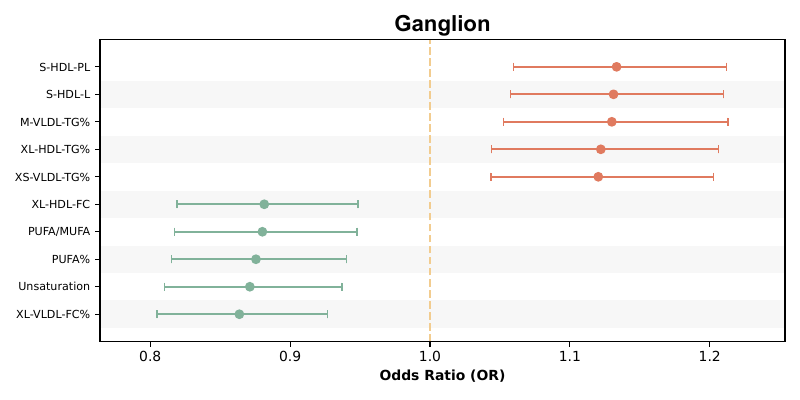 Ganglion
S-HDL-PL
S-HDL-L
M-VLDL-TG%
XL-HDL-TG%
XS-VLDL-TG%
XL-HDL-FC
PUFA/MUFA
PUFA%
Unsaturation
XL-VLDL-FC%
0.8 0.9 1.0 1.1 1.2
Odds Ratio (OR)